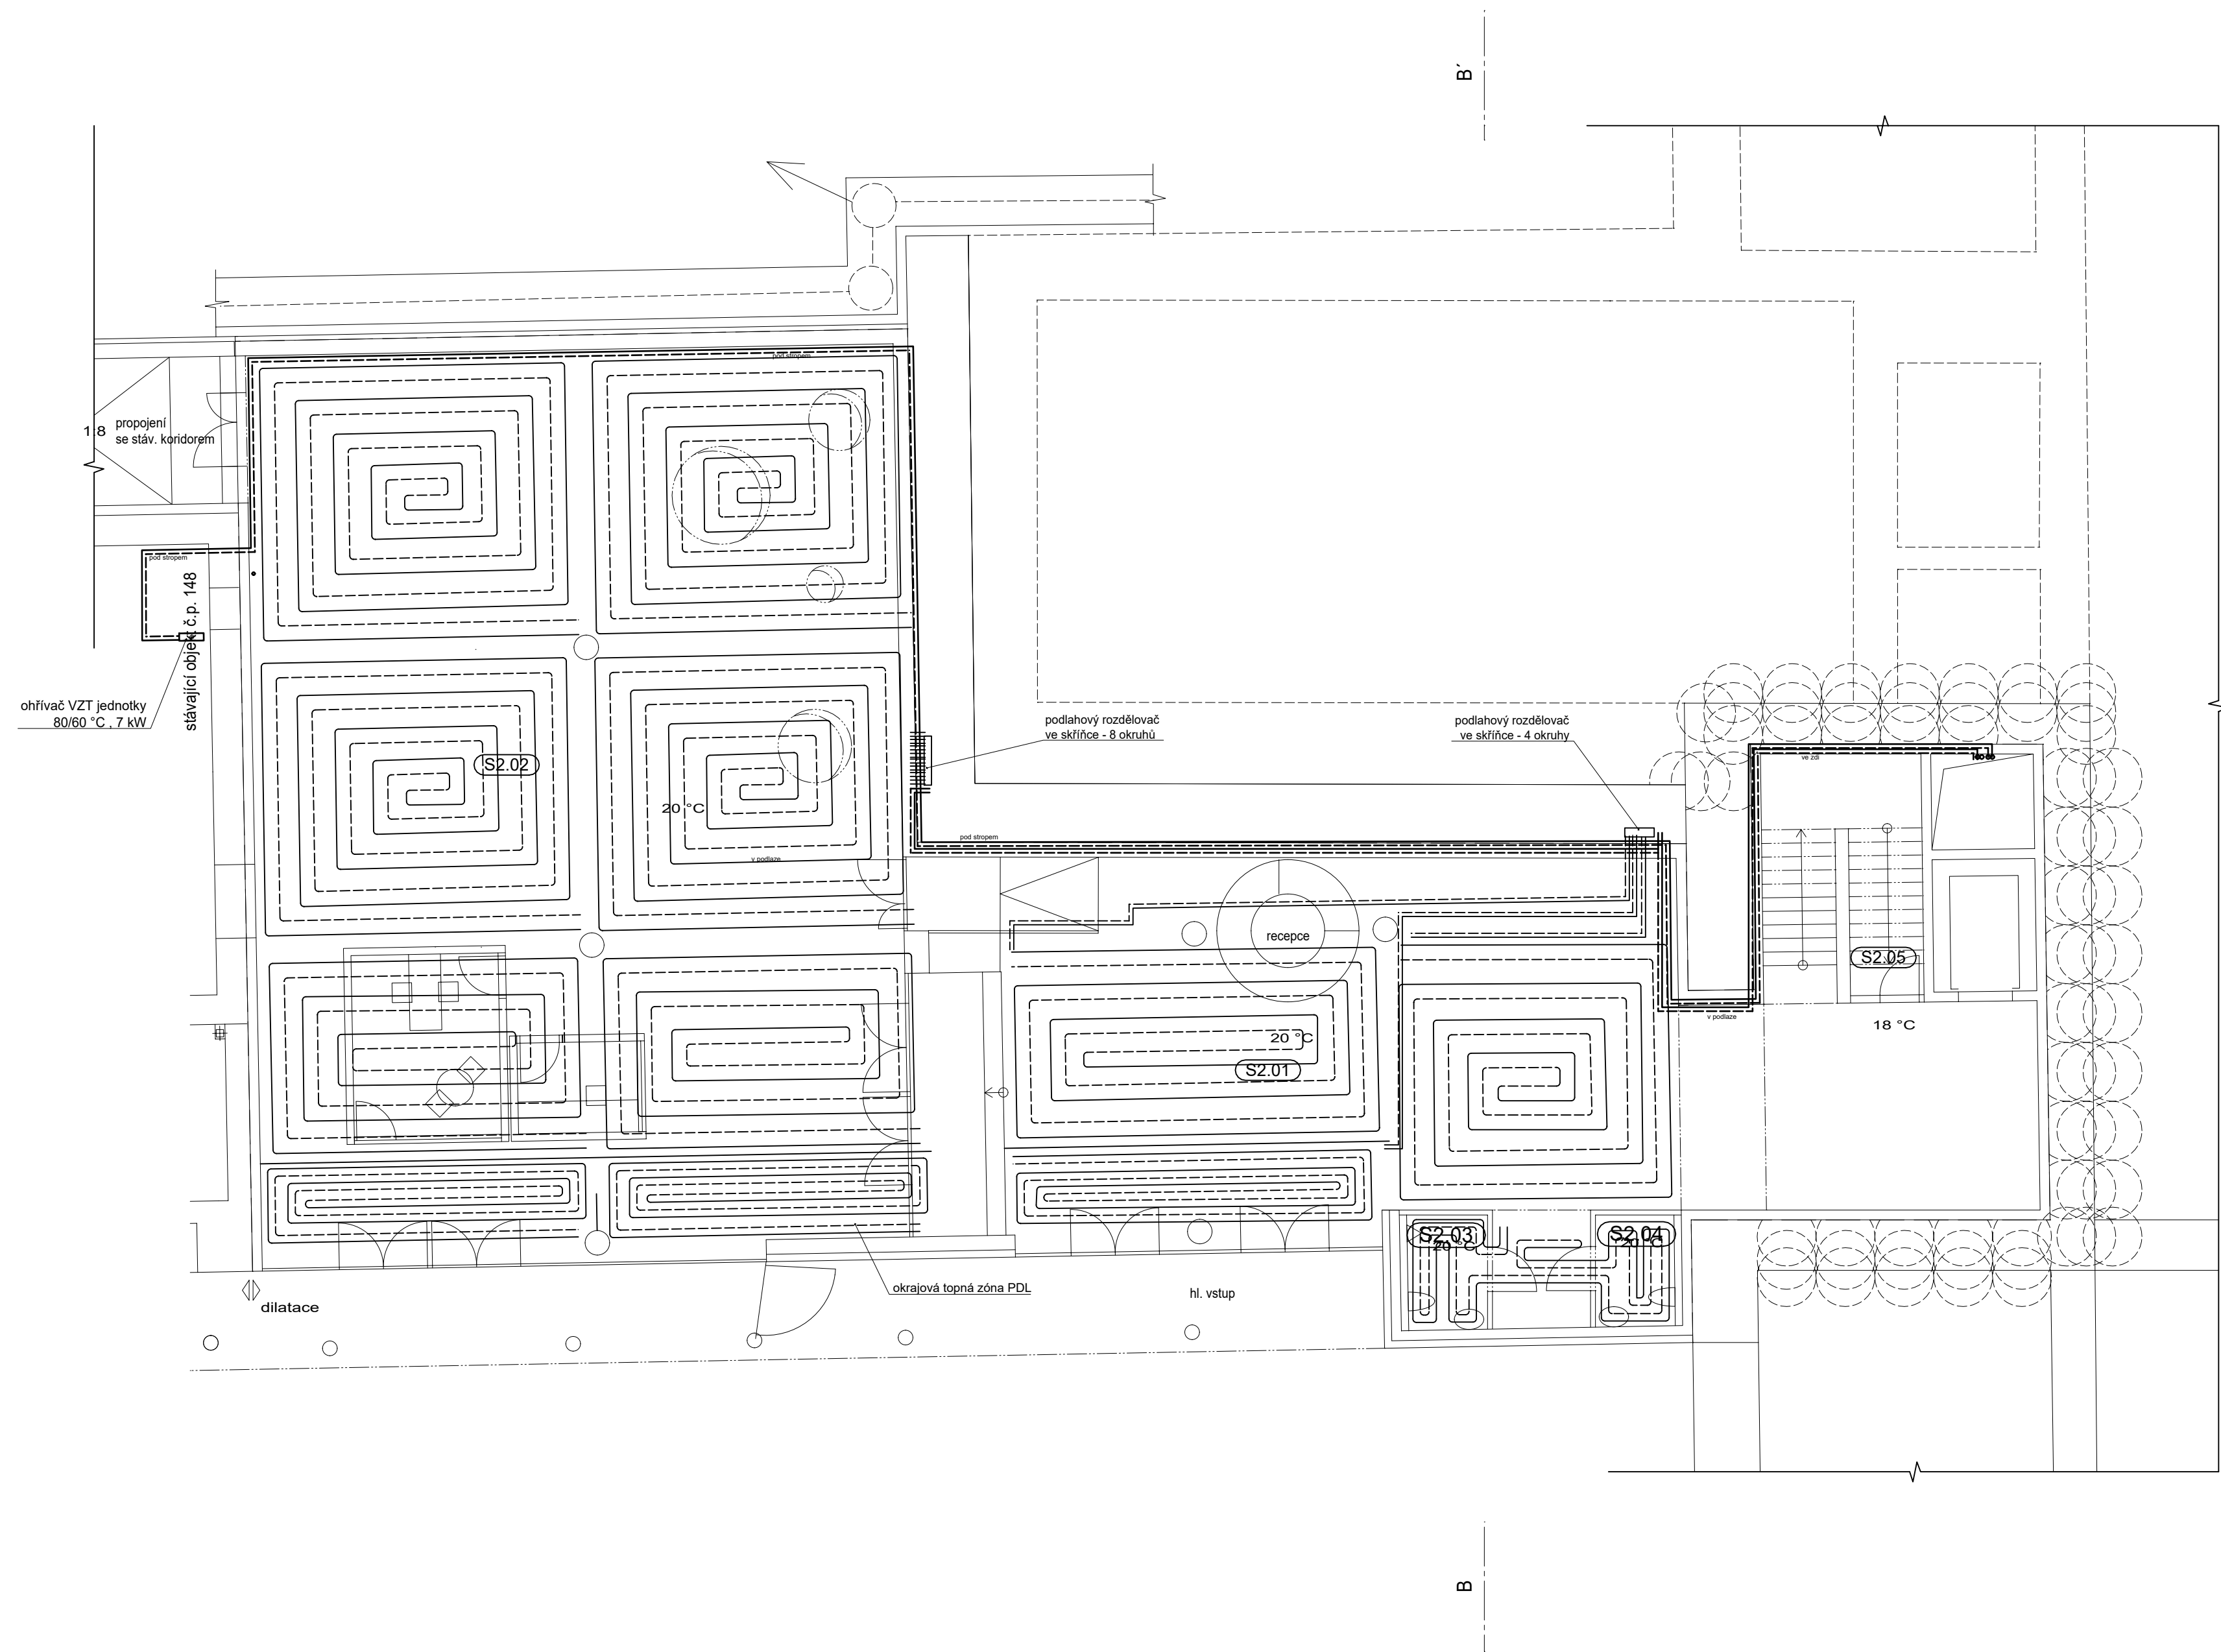 B´
pod stropem
1:8
propojení
se stáv. koridorem
pod stropem
stávající objekt č.p. 148
ohřívač VZT jednotky
80/60 °C , 7 kW
S2.02
20 °C
v podlaze
podlahový rozdělovač
ve skříňce - 8 okruhů
podlahový rozdělovač
ve skříňce - 4 okruhy
ve zdi
pod stropem
recepce
S2.05
v podlaze
18 °C
20 °C
S2.01
S2.03
20 °C
S2.04
20 °C
okrajová topná zóna PDL
hl. vstup
dilatace
B